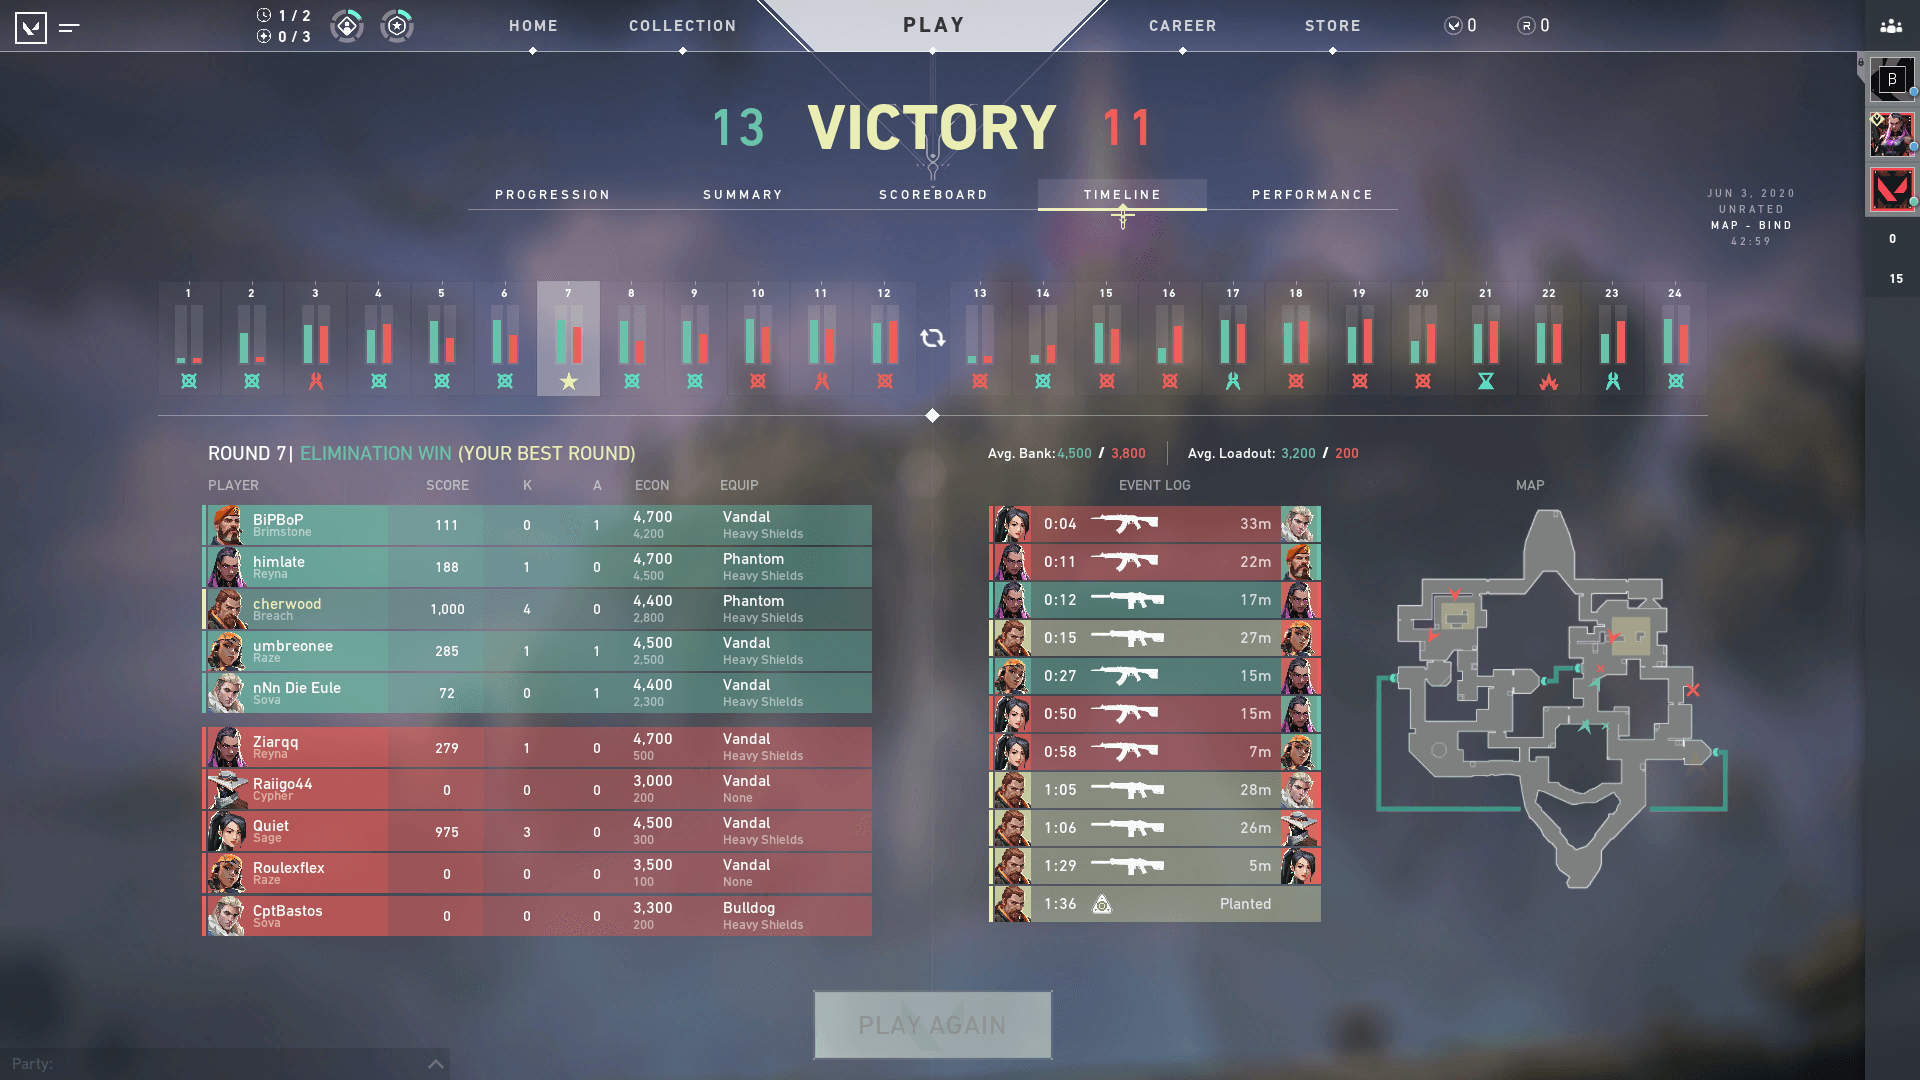 1 / 2
0 / 3
HOME
COLLECTION
PLAY
CAREER
STORE
0
R 0
B
13 VICTORY 11
PROGRESSION
SUMMARY
SCOREBOARD
TIMELINE
PERFORMANCE
JUN 3, 2020
UNRATED
MAP - BIND
42:59
0
15
1 2 3 4 5 6 7 8 9 10 11 12 13 14 15 16 17 18 19 20 21 22 23 24
ROUND 7| ELIMINATION WIN (YOUR BEST ROUND)
Avg. Bank:4,500 / 3,800
Avg. Loadout: 3,200 / 200
PLAYER SCORE K A ECON EQUIP
BiPBoP 111 0 1 4,700 Vandal
Brimstone 4,200 Heavy Shields
himlate 188 1 0 4,700 Phantom
Reyna 4,500 Heavy Shields
cherwood 1,000 4 0 4,400 Phantom
Breach 2,800 Heavy Shields
umbreonee 285 1 1 4,500 Vandal
Raze 2,500 Heavy Shields
nNn Die Eule 72 0 1 4,400 Vandal
Sova 2,300 Heavy Shields
Ziarqq 279 1 0 4,700 Vandal
Reyna 500 Heavy Shields
Raiigo44 0 0 0 3,000 Vandal
Cypher 200 None
Quiet 975 3 0 4,500 Vandal
Sage 300 Heavy Shields
Roulexflex 0 0 0 3,500 Vandal
Raze 100 None
CptBastos 0 0 0 3,300 Bulldog
Sova 200 Heavy Shields
EVENT LOG
0:04 33m
0:11 22m
0:12 17m
0:15 27m
0:27 15m
0:50 15m
0:58 7m
1:05 28m
1:06 26m
1:29 5m
1:36 Planted
MAP
PLAY AGAIN
Party: